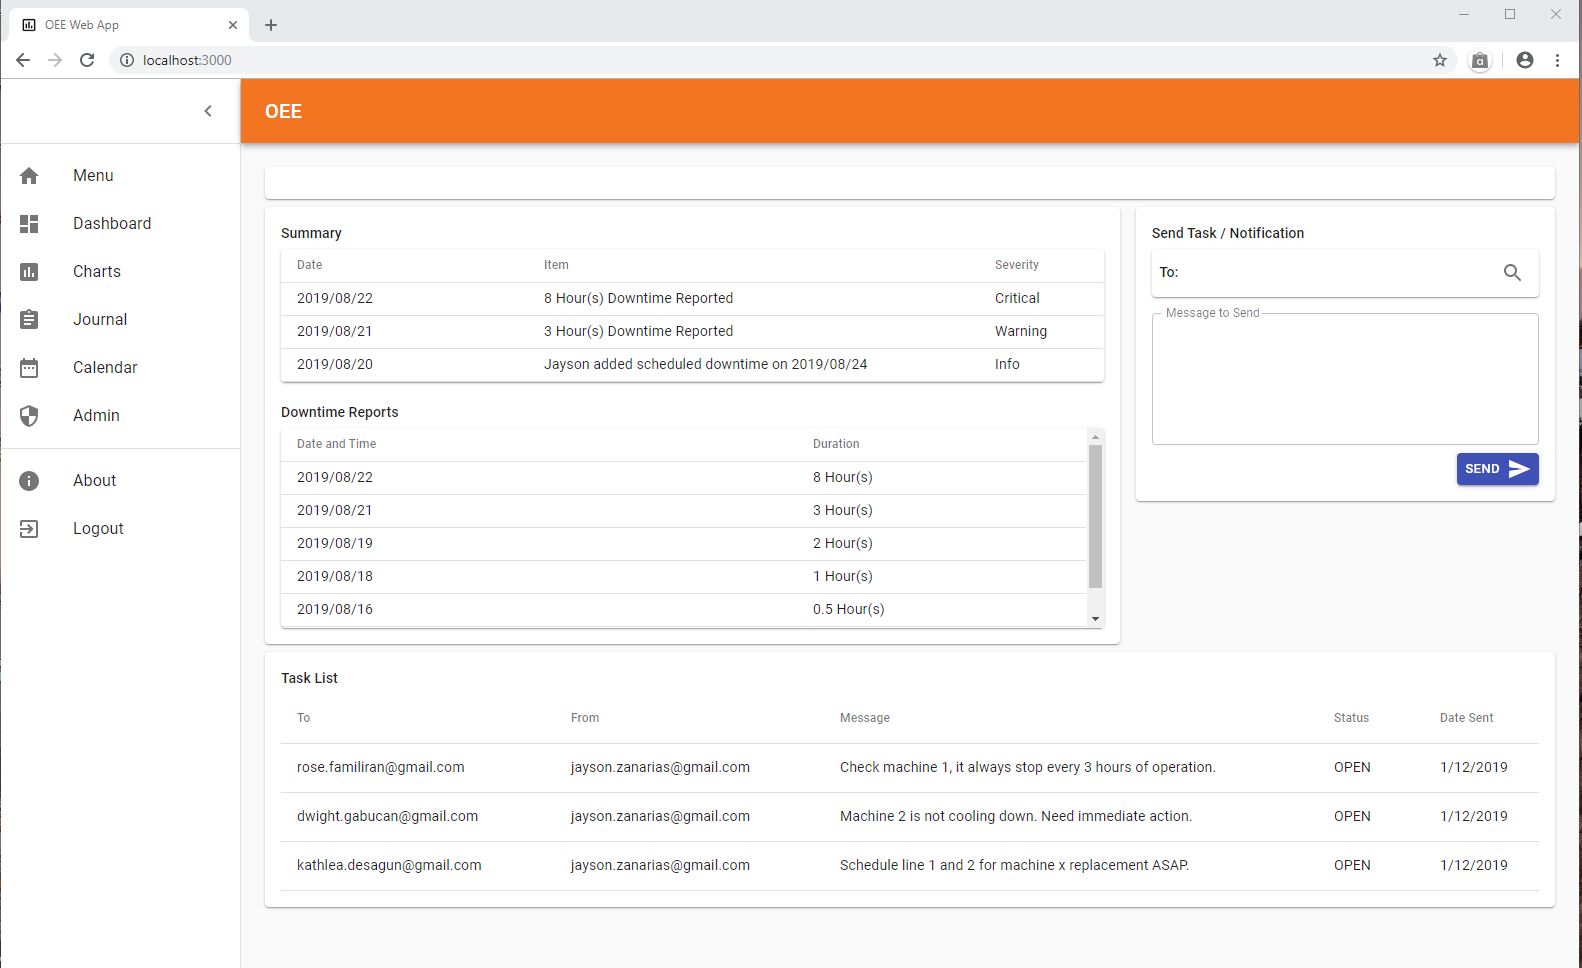 OEE Web App
localhost:3000
OEE
Menu
Dashboard
Charts
Journal
Calendar
Admin
About
Logout
Summary
Date Item Severity
2019/08/22 8 Hour(s) Downtime Reported Critical
2019/08/21 3 Hour(s) Downtime Reported Warning
2019/08/20 Jayson added scheduled downtime on 2019/08/24 Info
Downtime Reports
Date and Time Duration
2019/08/22 8 Hour(s)
2019/08/21 3 Hour(s)
2019/08/19 2 Hour(s)
2019/08/18 1 Hour(s)
2019/08/16 0.5 Hour(s)
Send Task / Notification
To:
Message to Send
SEND
Task List
To From Message Status Date Sent
rose.familiran@gmail.com jayson.zanarias@gmail.com Check machine 1, it always stop every 3 hours of operation. OPEN 1/12/2019
dwight.gabucan@gmail.com jayson.zanarias@gmail.com Machine 2 is not cooling down. Need immediate action. OPEN 1/12/2019
kathlea.desagun@gmail.com jayson.zanarias@gmail.com Schedule line 1 and 2 for machine x replacement ASAP. OPEN 1/12/2019